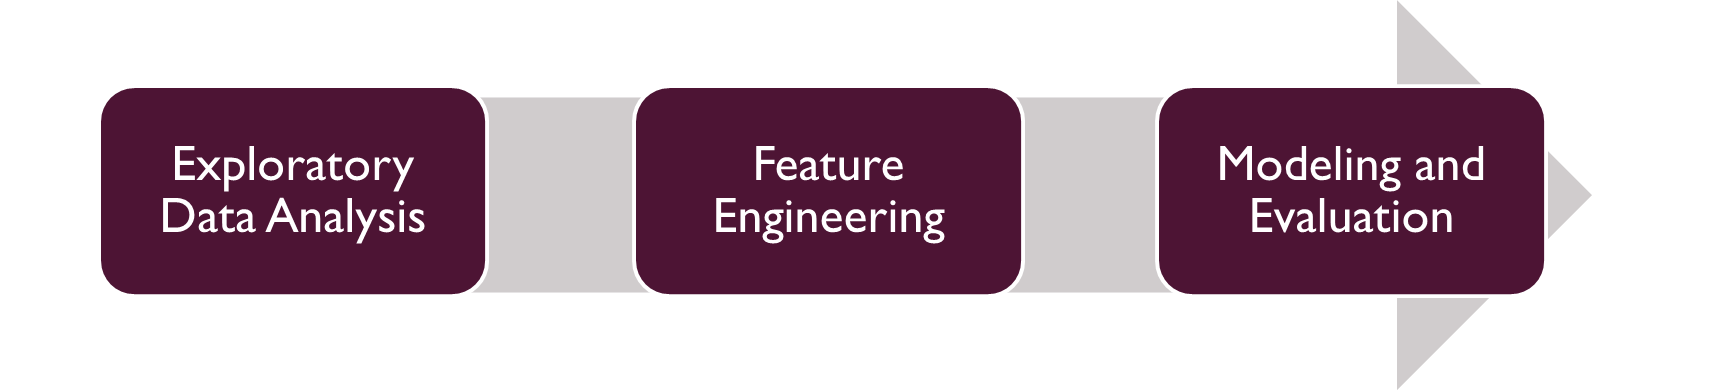 Exploratory
Data Analysis
Feature
Engineering
Modeling and
Evaluation